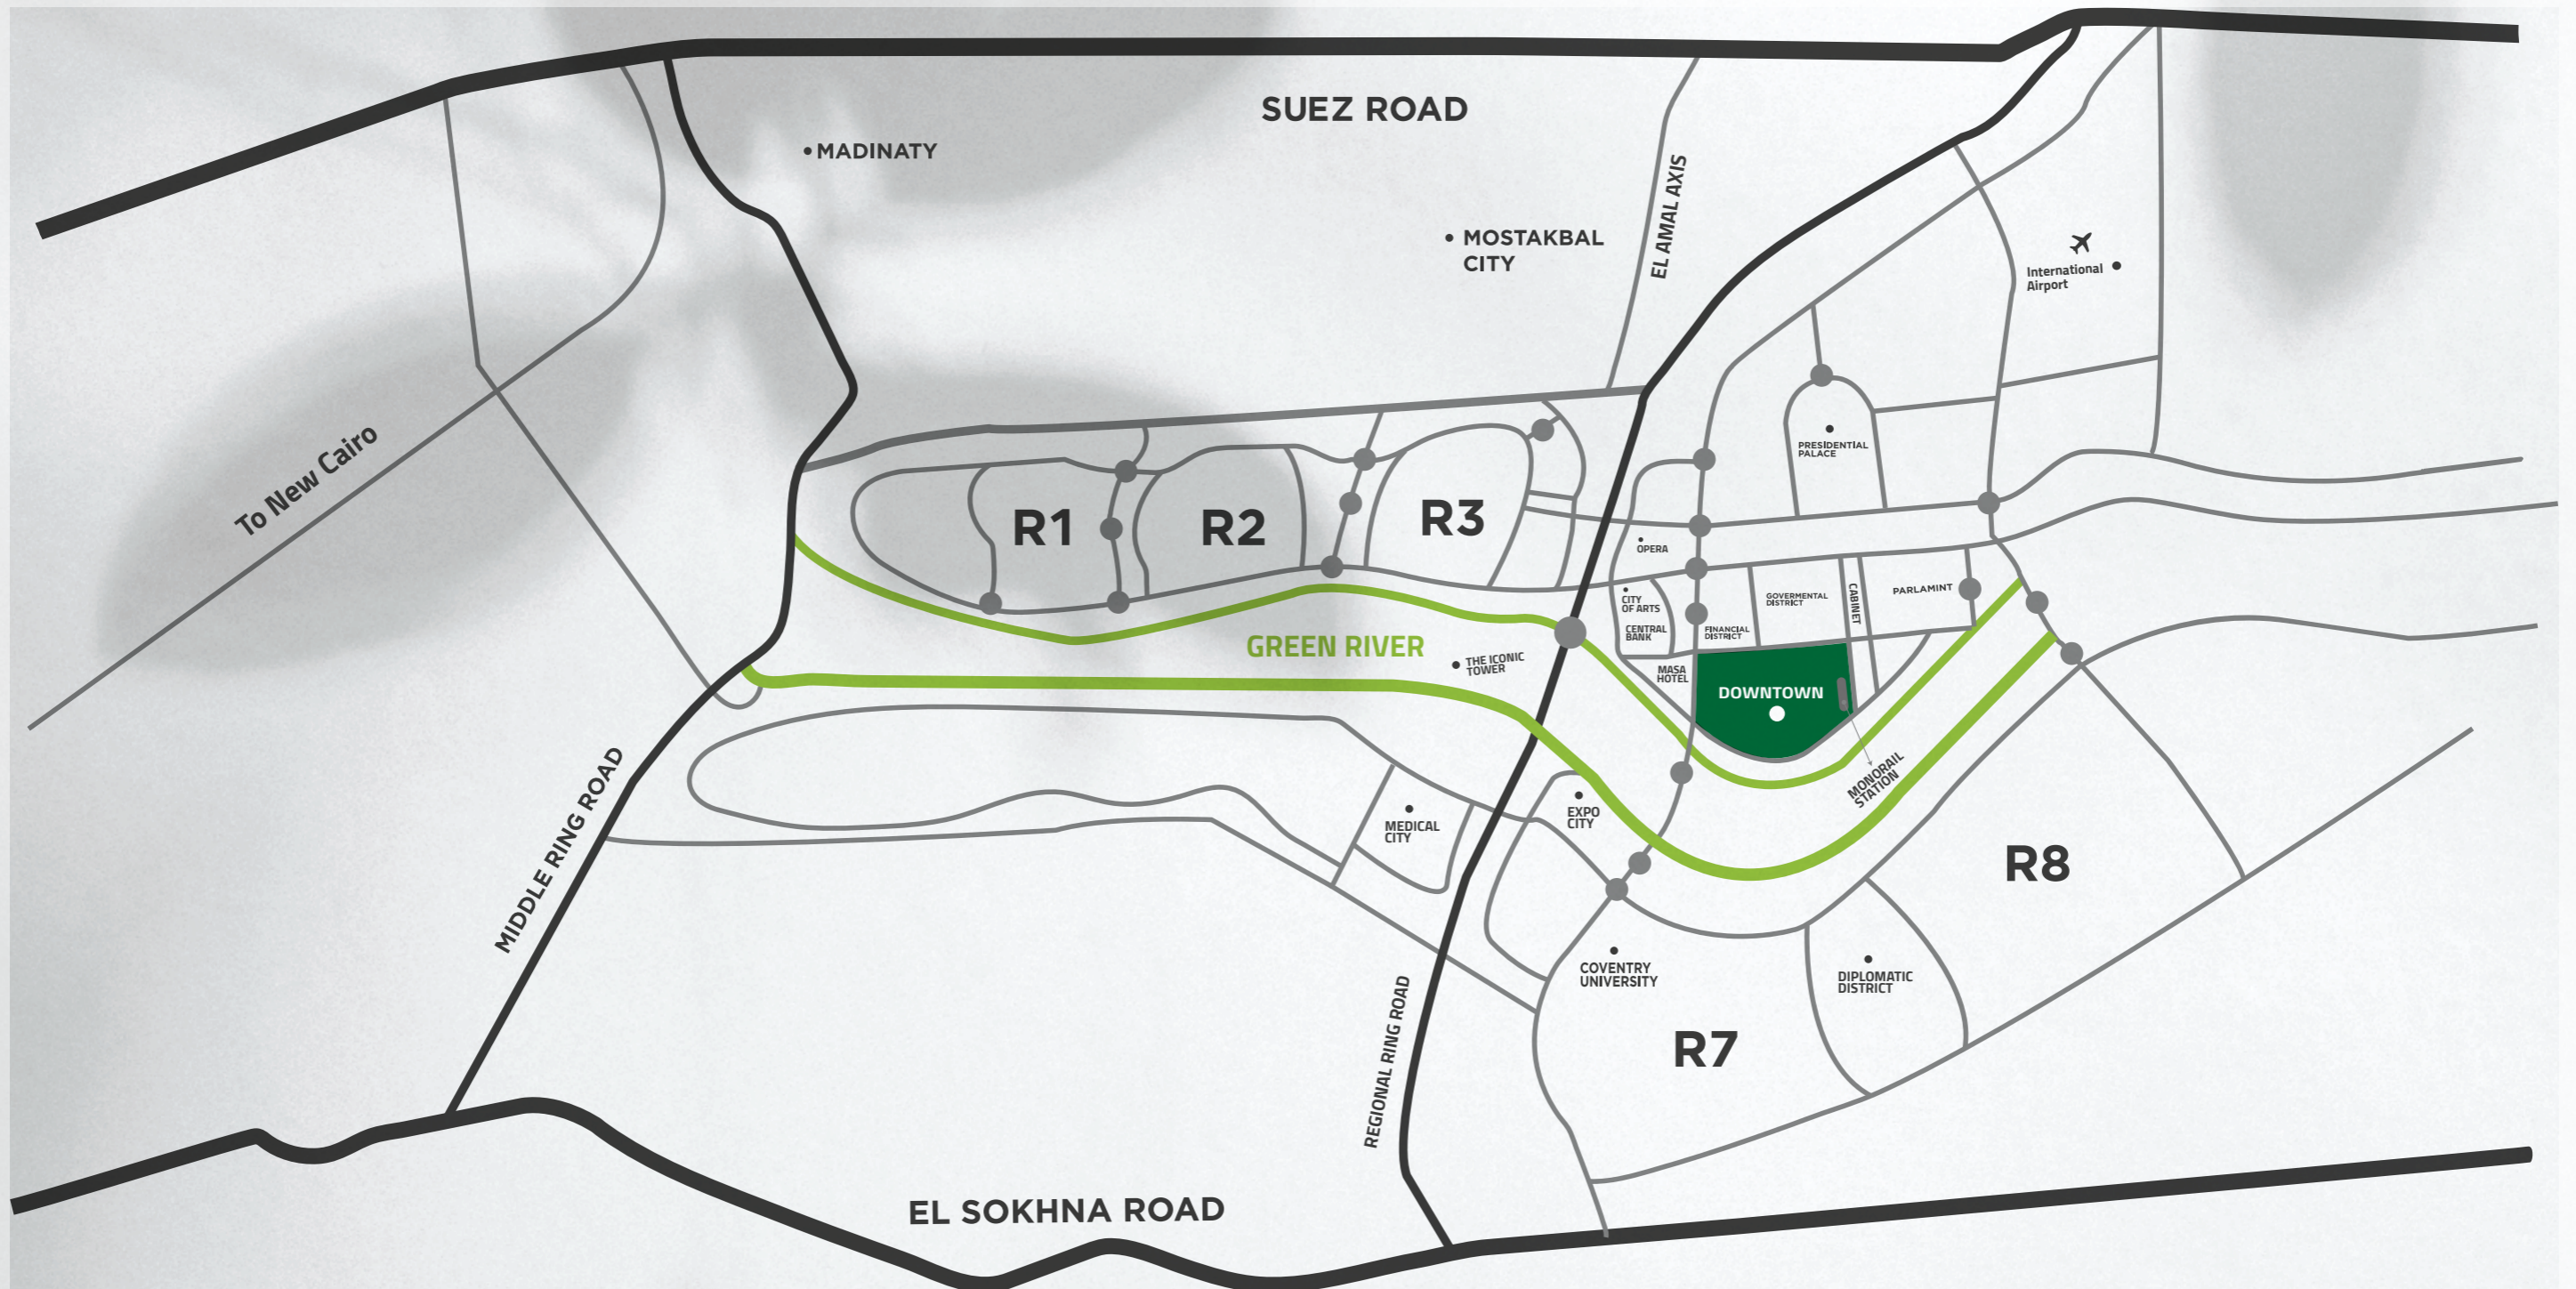 SUEZ ROAD
• MADINATY
EL AMAL AXIS
• MOSTAKBAL
CITY
International
Airport
To New Cairo
PRESIDENTIAL
PALACE
R1
R2
R3
OPERA
CITY
OF ARTS
CENTRAL
BANK
FINANCIAL
DISTRICT
GOVERMENTAL
DISTRICT
CABINET
PARLAMINT
GREEN RIVER
THE ICONIC
TOWER
MASA
HOTEL
DOWNTOWN
MONORAIL
STATION
MIDDLE RING ROAD
MEDICAL
CITY
EXPO
CITY
R8
COVENTRY
UNIVERSITY
DIPLOMATIC
DISTRICT
R7
REGIONAL RING ROAD
EL SOKHNA ROAD